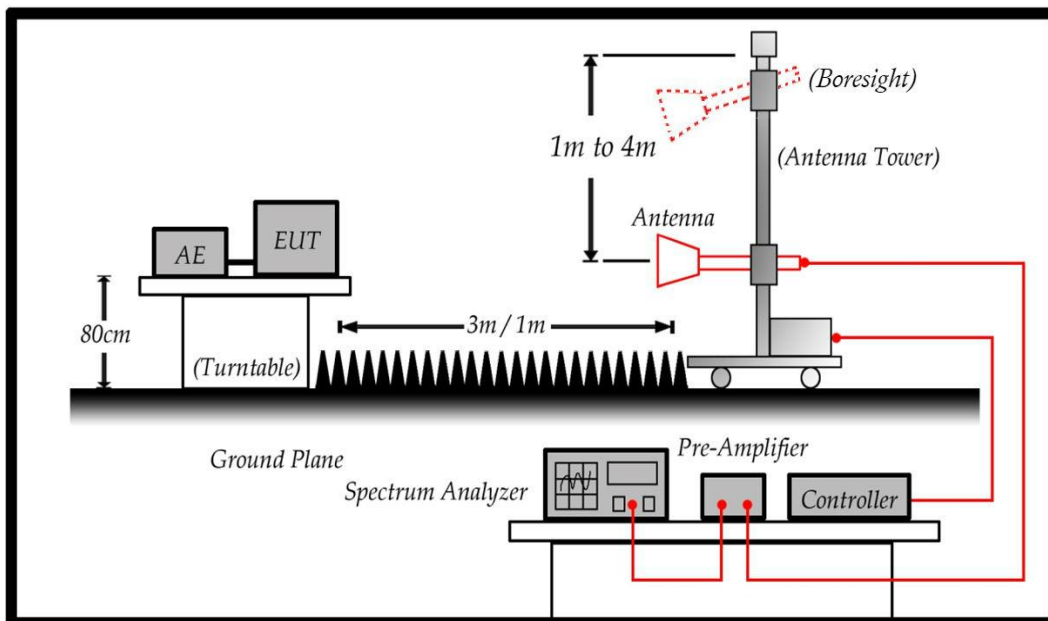 (Boresight)
1m to 4m
(Antenna Tower)
Antenna
EUT
AE
80cm
3m / 1m
(Turntable)
Ground Plane
Pre-Amplifier
Spectrum Analyzer
Controller